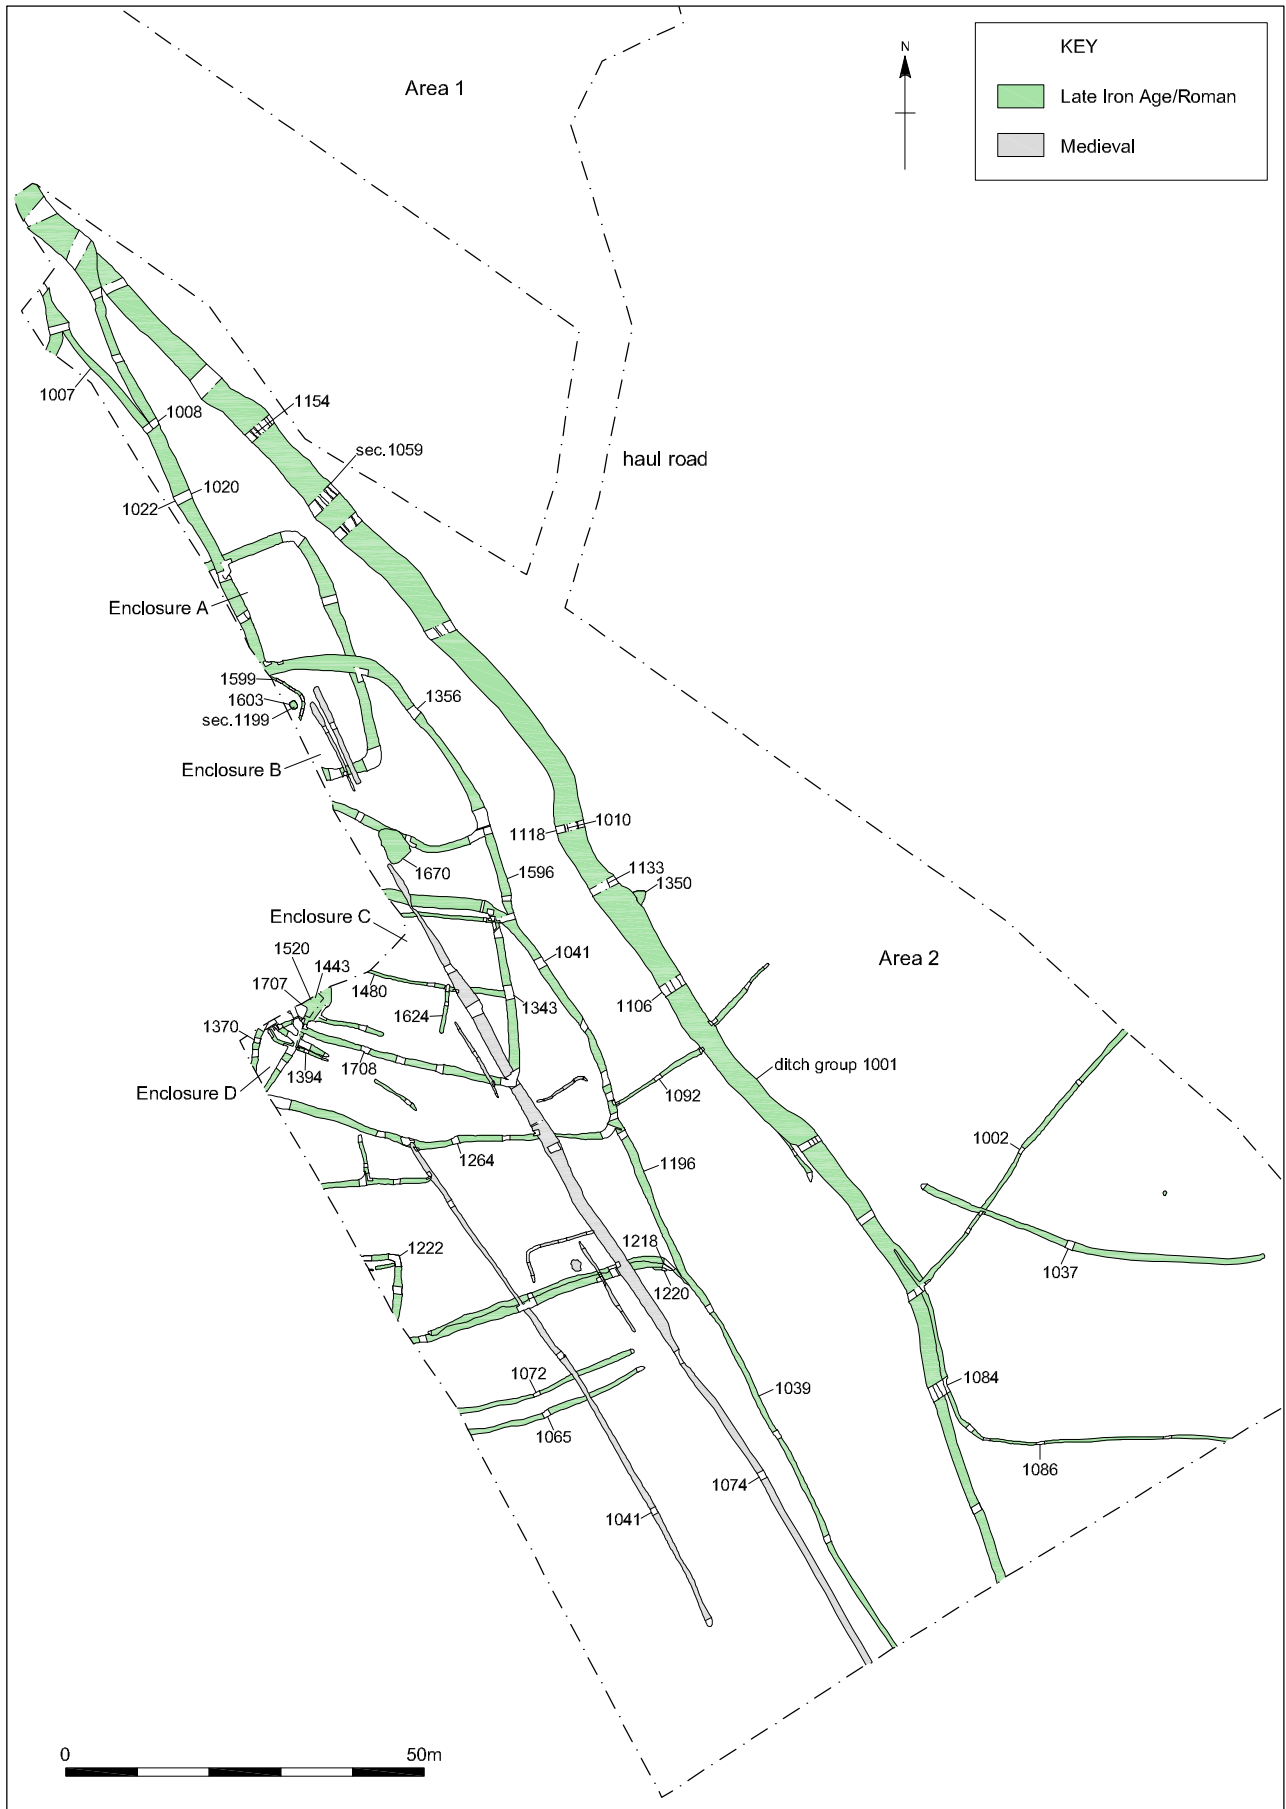 Area 1
N
KEY
Late Iron Age/Roman
Medieval
1007
1008
1154
sec.1059
haul road
1020
1022
Enclosure A
1599
1603
sec.1199
1356
Enclosure B
1118
1010
1670
1133
1350
1596
Enclosure C
1520
1443
1041
Area 2
1707
1480
1106
1370
1624
1343
1394
1708
ditch group 1001
Enclosure D
1092
1002
1264
1196
1222
1218
1037
1220
1072
1039
1084
1065
1074
1086
1041
0
50m